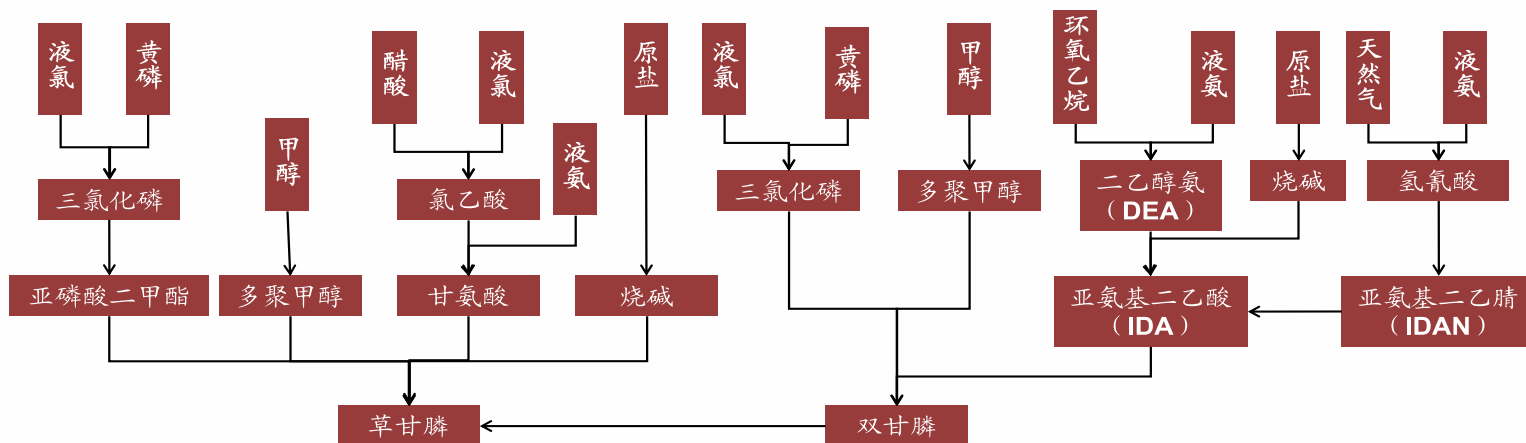 液氯
黄磷
醋酸
液氯
原盐
液氯
黄磷
甲醇
环氧乙烷
液氨
原盐
天然气
液氨
甲醇
液氨
三氯化磷
氯乙酸
三氯化磷
多聚甲醇
二乙醇氨
（DEA）
烧碱
氢氰酸
亚磷酸二甲酯
多聚甲醇
甘氨酸
烧碱
亚氨基二乙酸
（IDA）
亚氨基二乙腈
（IDAN）
草甘膦
双甘膦